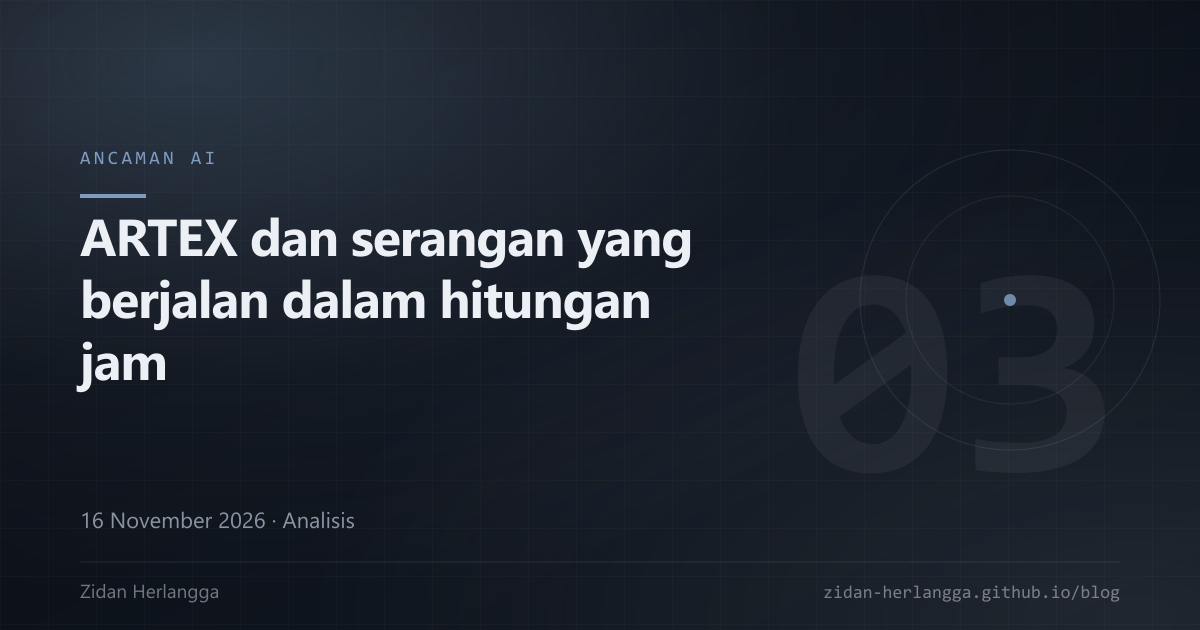 ANCAMAN AI
ARTEX dan serangan yang
berjalan dalam hitungan
jam
03
16 November 2026 · Analisis
Zidan Herlangga
zidan-herlangga.github.io/blog